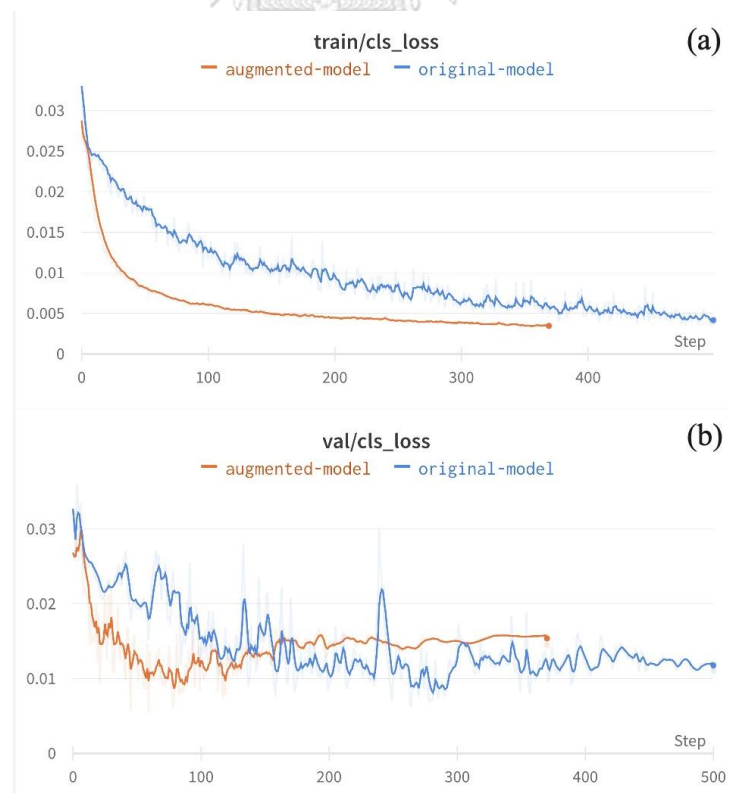 train/cls_loss
(a)
augmented-model original-model
0.03
0.025
0.02
0.015
0.01
0.005
0
Step
0 100 200 300 400
val/cls_loss
(b)
augmented-model original-model
0.03
0.02
0.01
0
Step
0 100 200 300 400 500